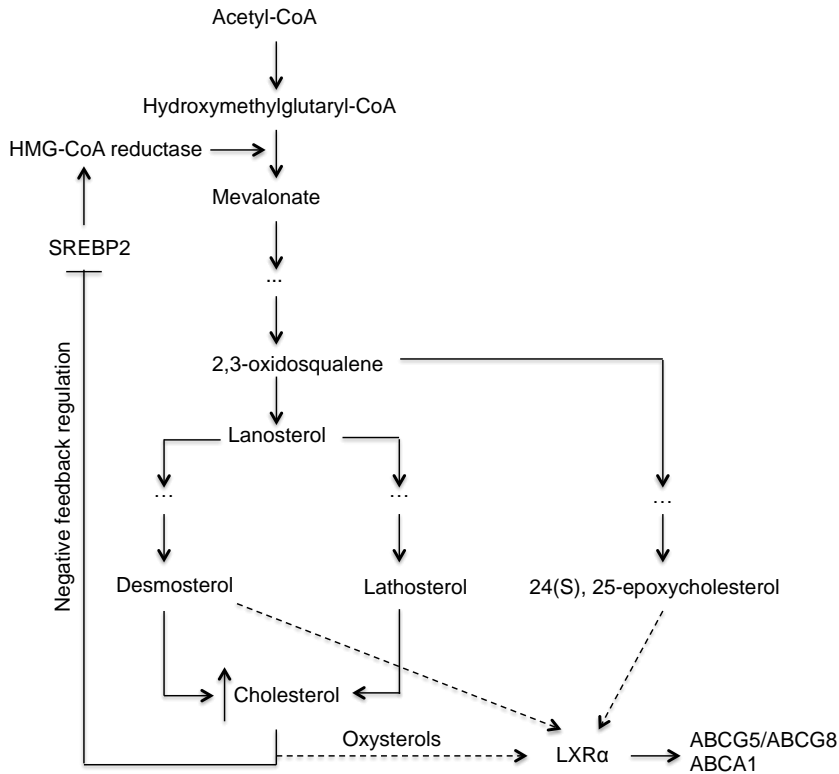 Acetyl-CoA
Hydroxymethylglutaryl-CoA
HMG-CoA reductase
Mevalonate
SREBP2
...
2,3-oxidosqualene
Negative feedback regulation
Lanosterol
...
...
...
Desmosterol
Lathosterol
24(S), 25-epoxycholesterol
Cholesterol
Oxysterols
LXRα
ABCG5/ABCG8
ABCA1